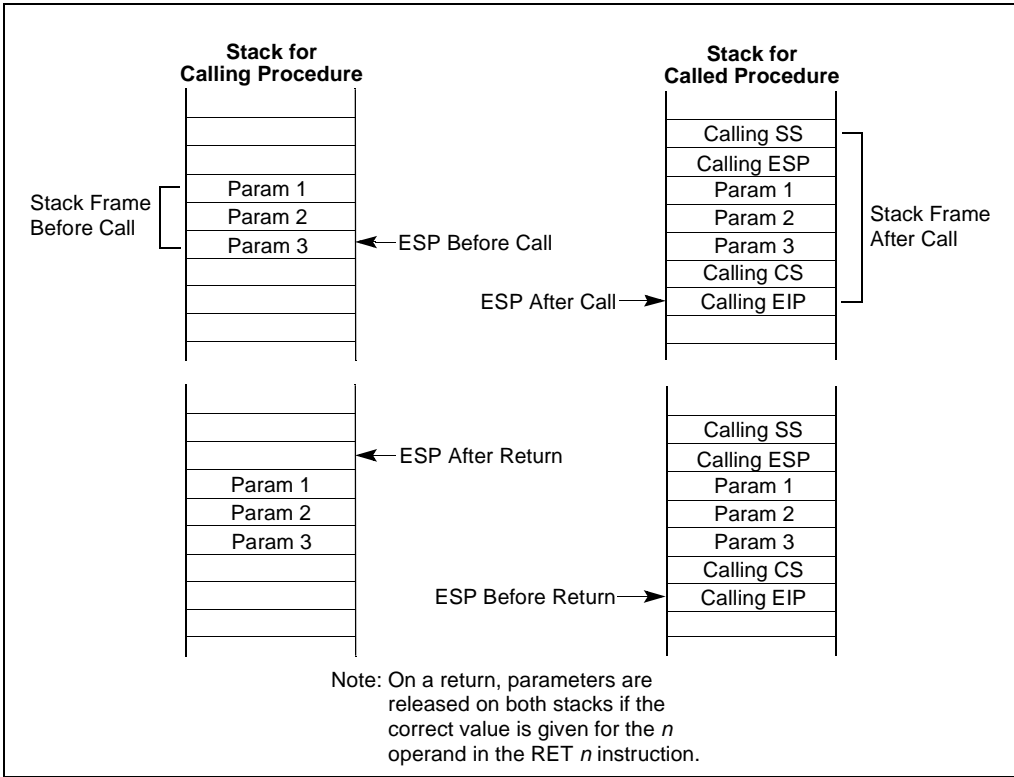 Stack for
Calling Procedure
Stack for
Called Procedure
Stack Frame
Before Call
Param 1
Param 2
Param 3
ESP Before Call
ESP After Call
Calling SS
Calling ESP
Param 1
Param 2
Param 3
Calling CS
Calling EIP
Stack Frame
After Call
ESP After Return
Param 1
Param 2
Param 3
ESP Before Return
Calling SS
Calling ESP
Param 1
Param 2
Param 3
Calling CS
Calling EIP
Note: On a return, parameters are
released on both stacks if the
correct value is given for the n
operand in the RET n instruction.